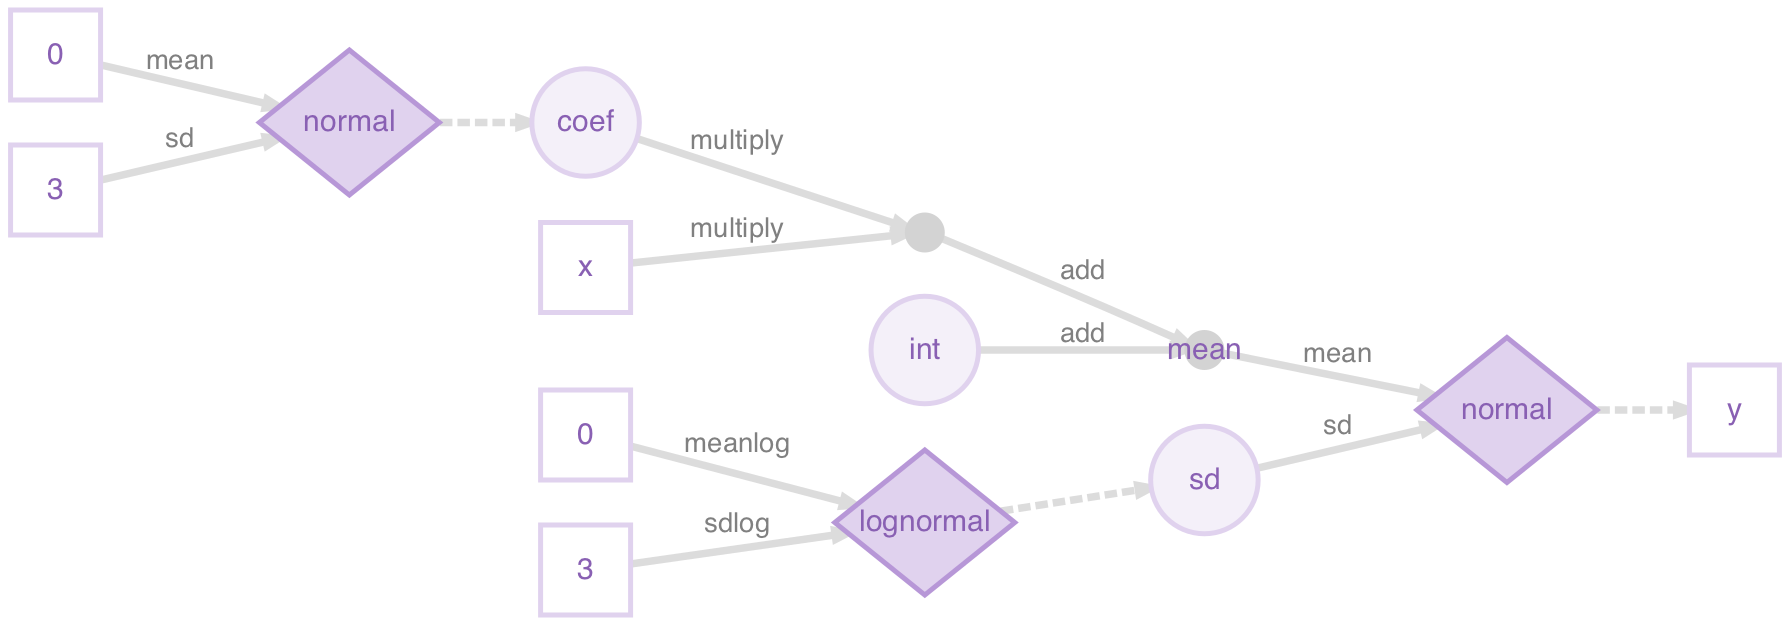 0
mean
normal
sd
3
coef
multiply
multiply
x
add
int
add
mean
mean
normal
y
sd
sd
0
meanlog
lognormal
sdlog
3